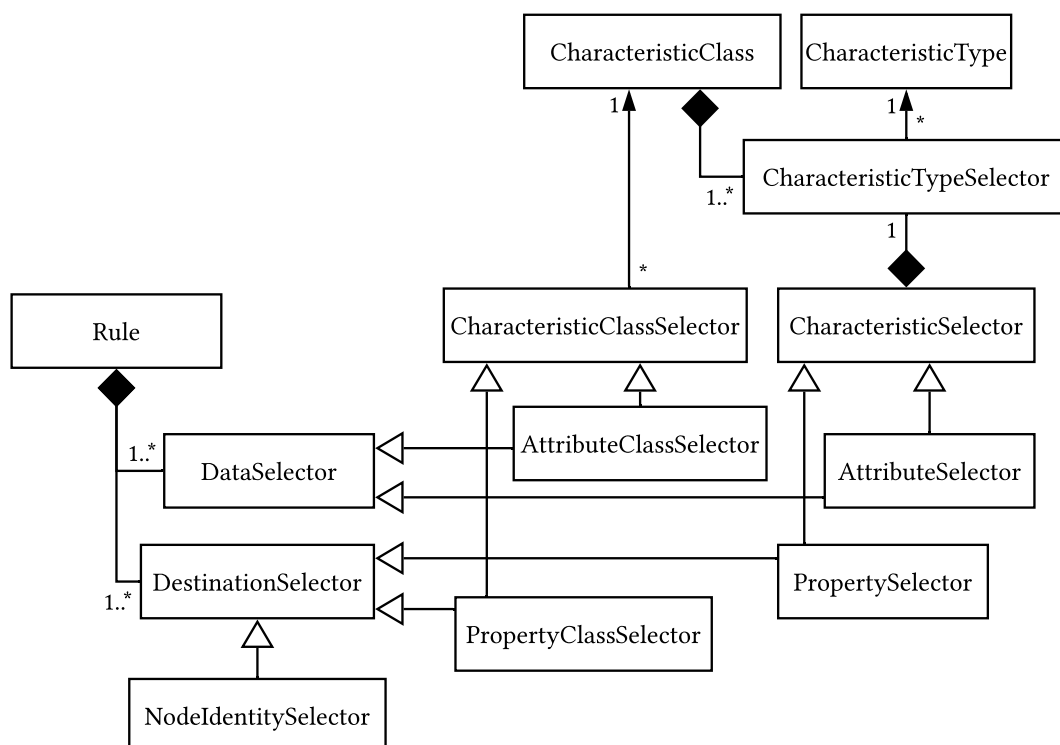 CharacteristicClass
CharacteristicType
1
1
*
CharacteristicTypeSelector
1..*
1
*
Rule
CharacteristicClassSelector
CharacteristicSelector
1..*
AttributeClassSelector
DataSelector
AttributeSelector
DestinationSelector
PropertySelector
1..*
PropertyClassSelector
NodeIdentitySelector